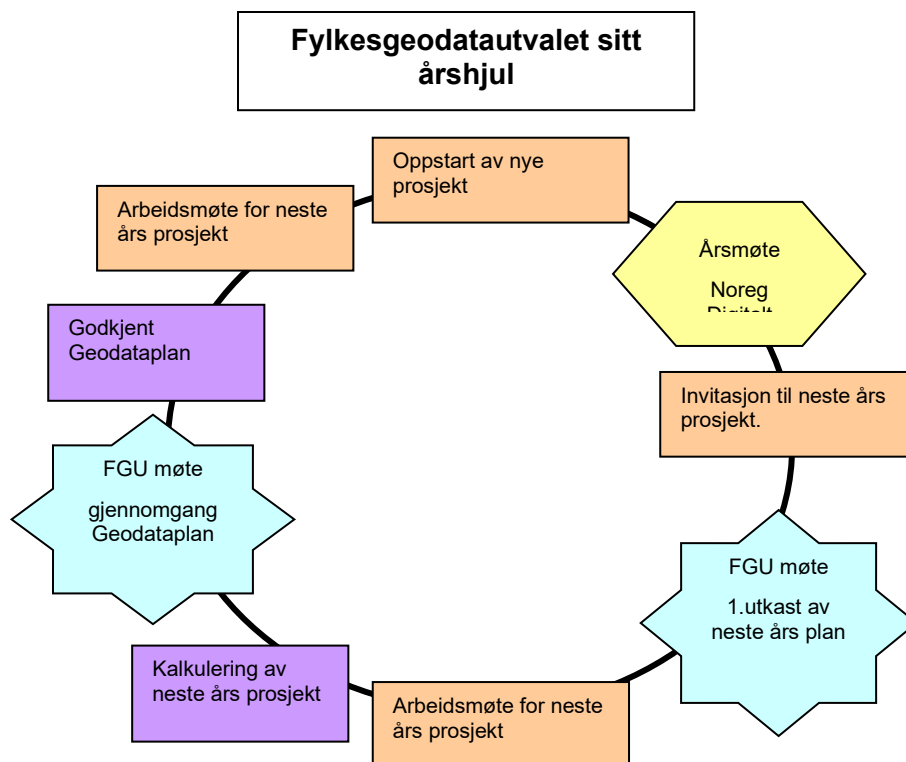 Fylkesgeodatautvalet sitt
årshjul
Oppstart av nye
prosjekt
Arbeidsmøte for neste
års prosjekt
Årsmøte
Noreg
Digitalt
Godkjent
Geodataplan
Invitasjon til neste års
prosjekt.
FGU møte
gjennomgang
Geodataplan
FGU møte
1.utkast av
neste års plan
Kalkulering av
neste års prosjekt
Arbeidsmøte for neste
års prosjekt